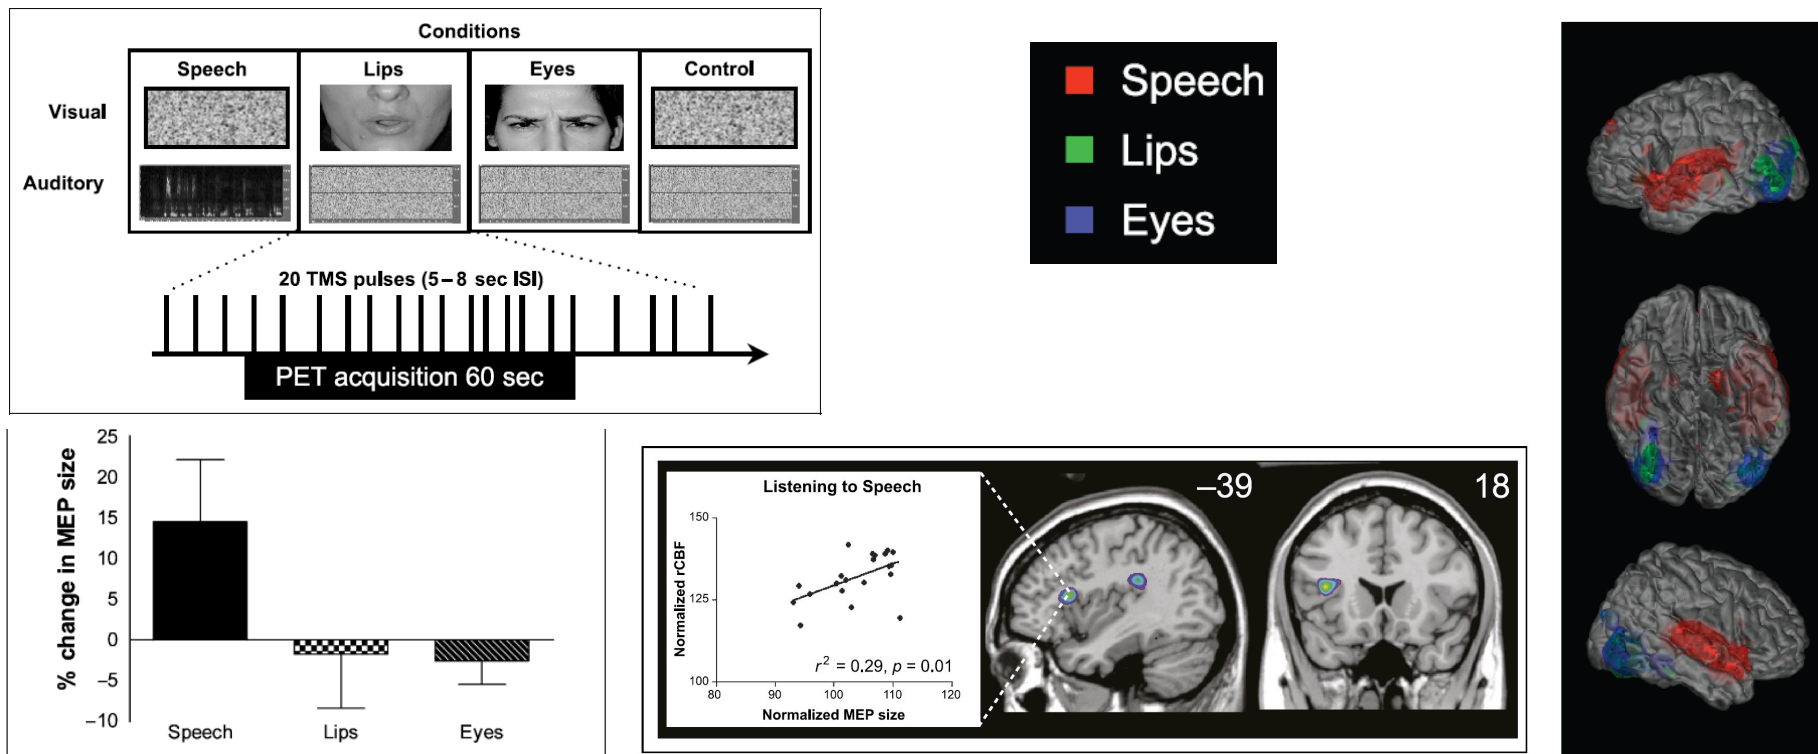 Conditions
Speech Lips Eyes Control
Visual
Auditory
20 TMS pulses (5–8 sec ISI)
PET acquisition 60 sec
Speech
Lips
Eyes
% change in MEP size
25
20
15
10
5
0
−5
−10
Speech Lips Eyes
Listening to Speech
Normalized rCBF
150
125
100
80 90 100 110 120
r² = 0.29, p = 0.01
Normalized MEP size
−39
18